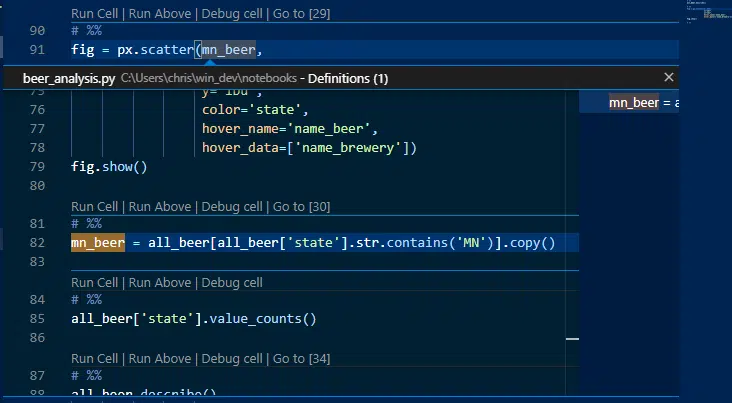 Run Cell | Run Above | Debug cell | Go to [29]
90 # %%
91 fig = px.scatter(mn_beer,
beer_analysis.py C:\Users\chris\win_dev\notebooks - Definitions (1)
75 y='ibu',
76 color='state',
77 hover_name='name_beer',
78 hover_data=['name_brewery'])
79 fig.show()
80
Run Cell | Run Above | Debug cell | Go to [30]
81 # %%
82 mn_beer = all_beer[all_beer['state'].str.contains('MN')].copy()
83
Run Cell | Run Above | Debug cell
84 # %%
85 all_beer['state'].value_counts()
86
Run Cell | Run Above | Debug cell | Go to [34]
87 # %%
88 all_beer.describe()
mn_beer = a